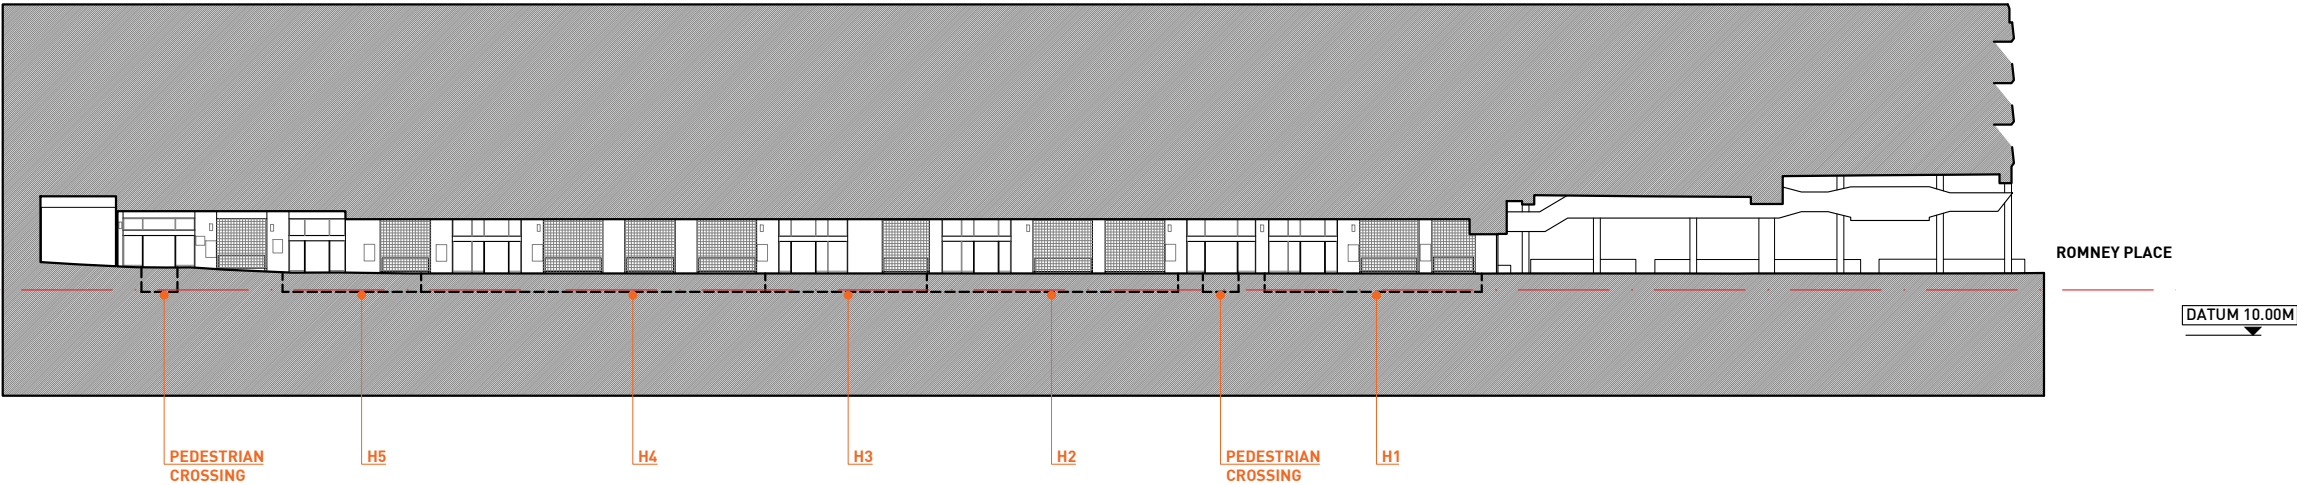 ROMNEY PLACE
DATUM 10.00M
PEDESTRIAN
CROSSING
H5
H4
H3
H2
PEDESTRIAN
CROSSING
H1